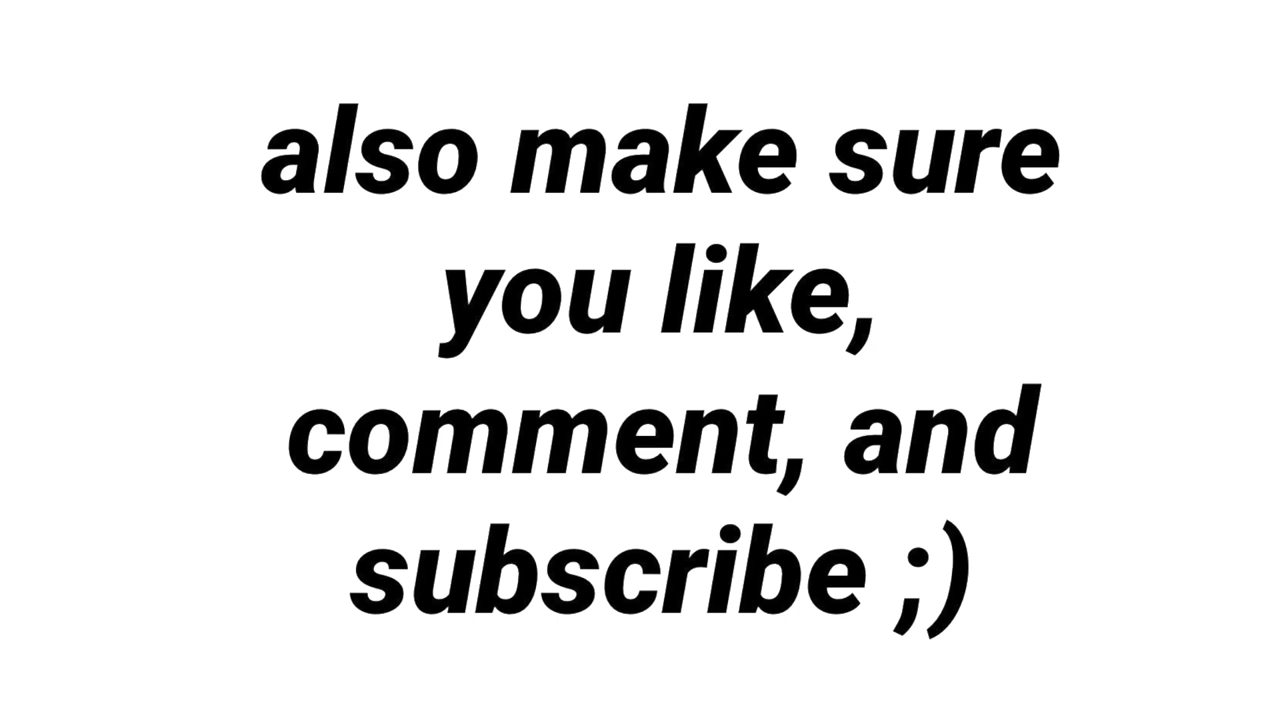 also make sure
you like,
comment, and
subscribe ;)